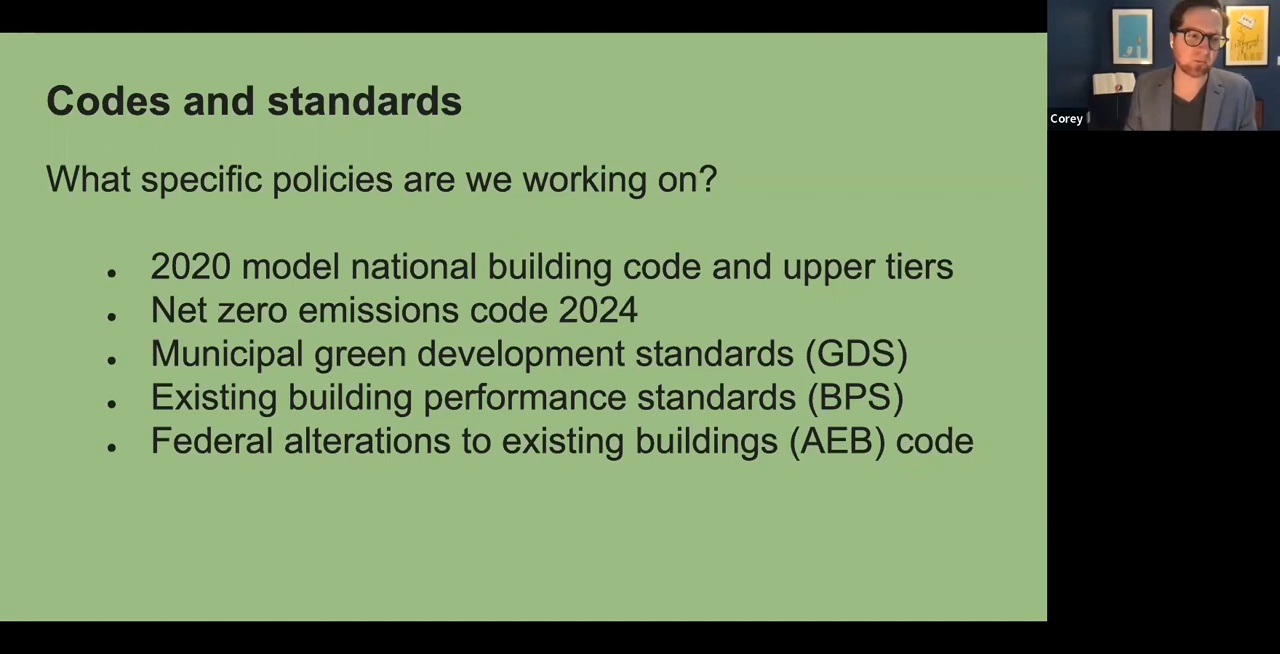 Codes and standards
What specific policies are we working on?
• 2020 model national building code and upper tiers
• Net zero emissions code 2024
• Municipal green development standards (GDS)
• Existing building performance standards (BPS)
• Federal alterations to existing buildings (AEB) code
Corey